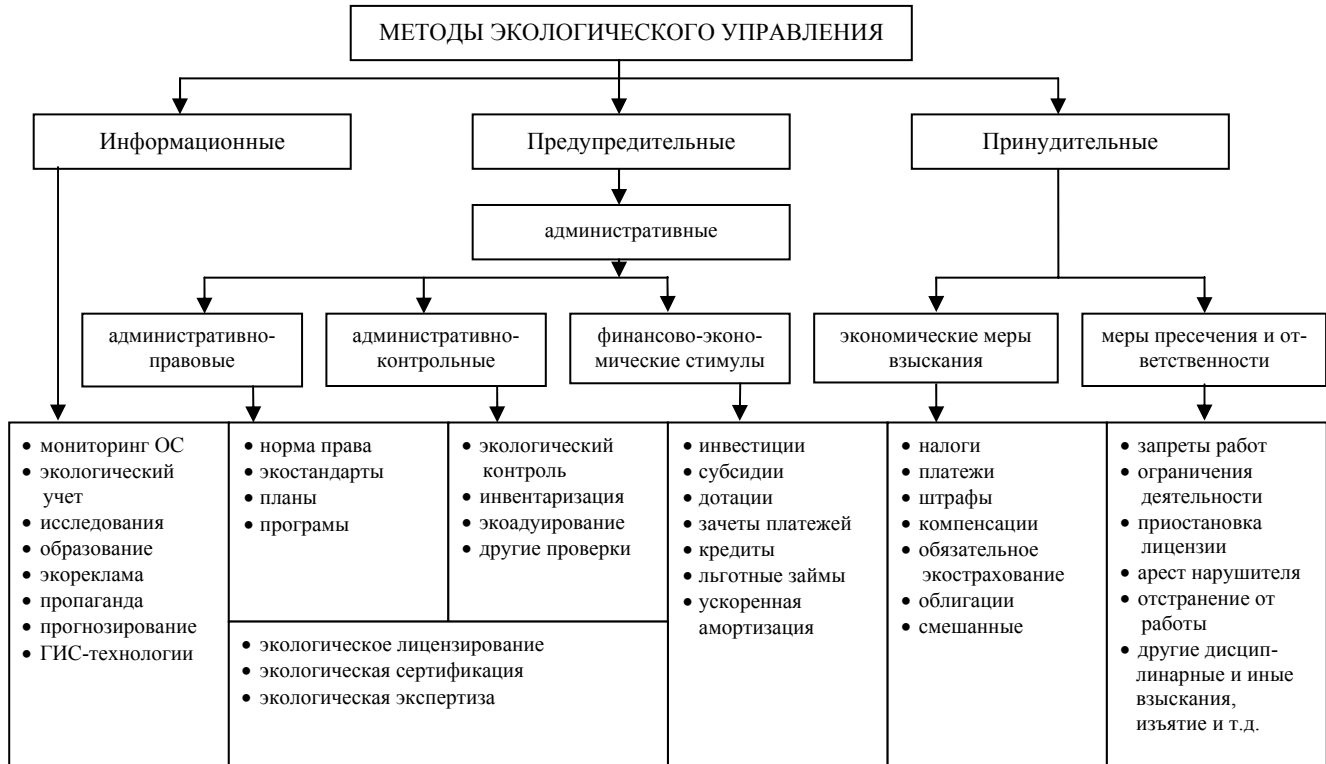 МЕТОДЫ ЭКОЛОГИЧЕСКОГО УПРАВЛЕНИЯ
Информационные
Предупредительные
Принудительные
административные
административно-
правовые
административно-
контрольные
финансово-эконо-
мические стимулы
экономические меры
взыскания
меры пресечения и от-
ветственности
• мониторинг ОС
• экологический
учет
• исследования
• образование
• экореклама
• пропаганда
• прогнозирование
• ГИС-технологии
• норма права
• экостандарты
• планы
• програмы
• экологический
контроль
• инвентаризация
• экоадуирование
• другие проверки
• экологическое лицензирование
• экологическая сертификация
• экологическая экспертиза
• инвестиции
• субсидии
• дотации
• зачеты платежей
• кредиты
• льготные займы
• ускоренная
амортизация
• налоги
• платежи
• штрафы
• компенсации
• обязательное
экострахование
• облигации
• смешанные
• запреты работ
• ограничения
деятельности
• приостановка
лицензии
• арест нарушителя
• отстранение от
работы
• другие дисцип-
линарные и иные
взыскания,
изъятие и т.д.